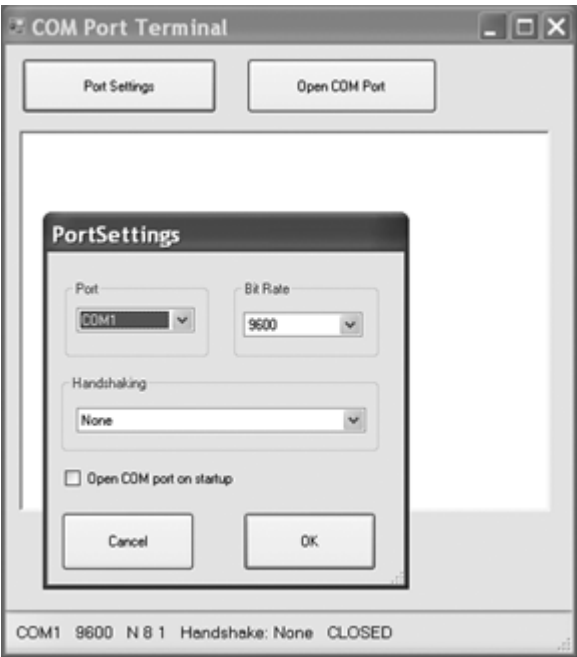 COM Port Terminal
Port Settings
Open COM Port
PortSettings
Port
Bit Rate
COM1
9600
Handshaking
None
Open COM port on startup
Cancel
OK
COM1 9600 N 8 1 Handshake: None CLOSED